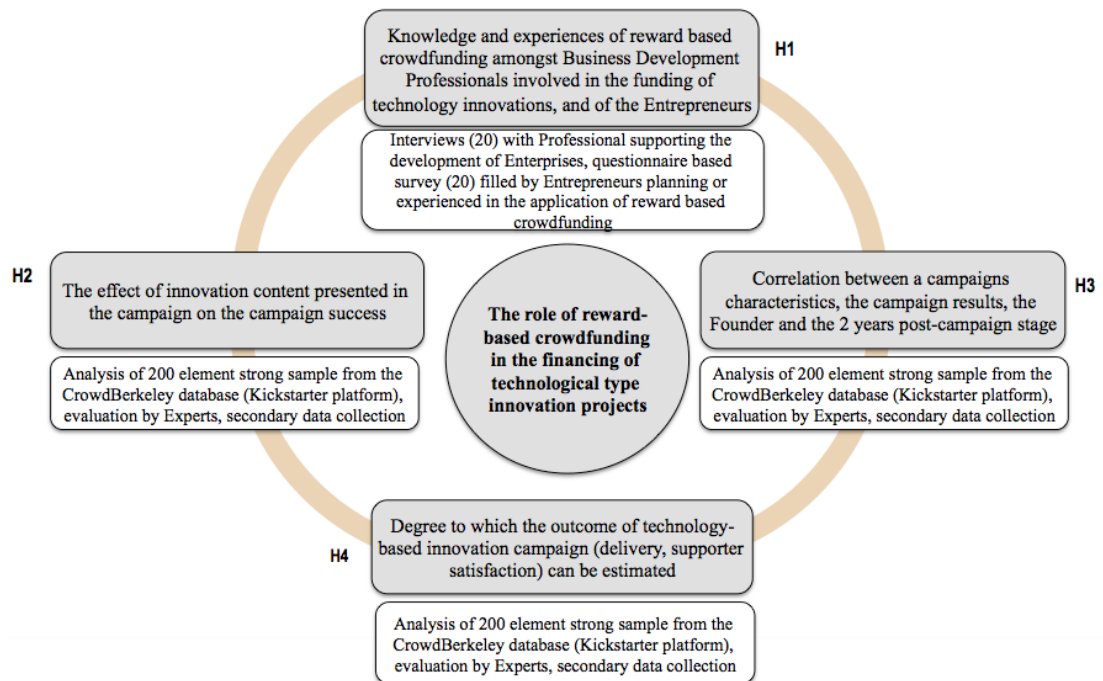 Knowledge and experiences of reward based
crowdfunding amongst Business Development
Professionals involved in the funding of
technology innovations, and of the Entrepreneurs
H1
Interviews (20) with Professional supporting the
development of Enterprises, questionnaire based
survey (20) filled by Entrepreneurs planning or
experienced in the application of reward based
crowdfunding
H2
The effect of innovation content presented in
the campaign on the campaign success
Analysis of 200 element strong sample from the
CrowdBerkeley database (Kickstarter platform),
evaluation by Experts, secondary data collection
The role of reward-
based crowdfunding
in the financing of
technological type
innovation projects
Correlation between a campaigns
characteristics, the campaign results, the
Founder and the 2 years post-campaign stage
H3
Analysis of 200 element strong sample from the
CrowdBerkeley database (Kickstarter platform),
evaluation by Experts, secondary data collection
H4
Degree to which the outcome of technology-
based innovation campaign (delivery, supporter
satisfaction) can be estimated
Analysis of 200 element strong sample from the
CrowdBerkeley database (Kickstarter platform),
evaluation by Experts, secondary data collection